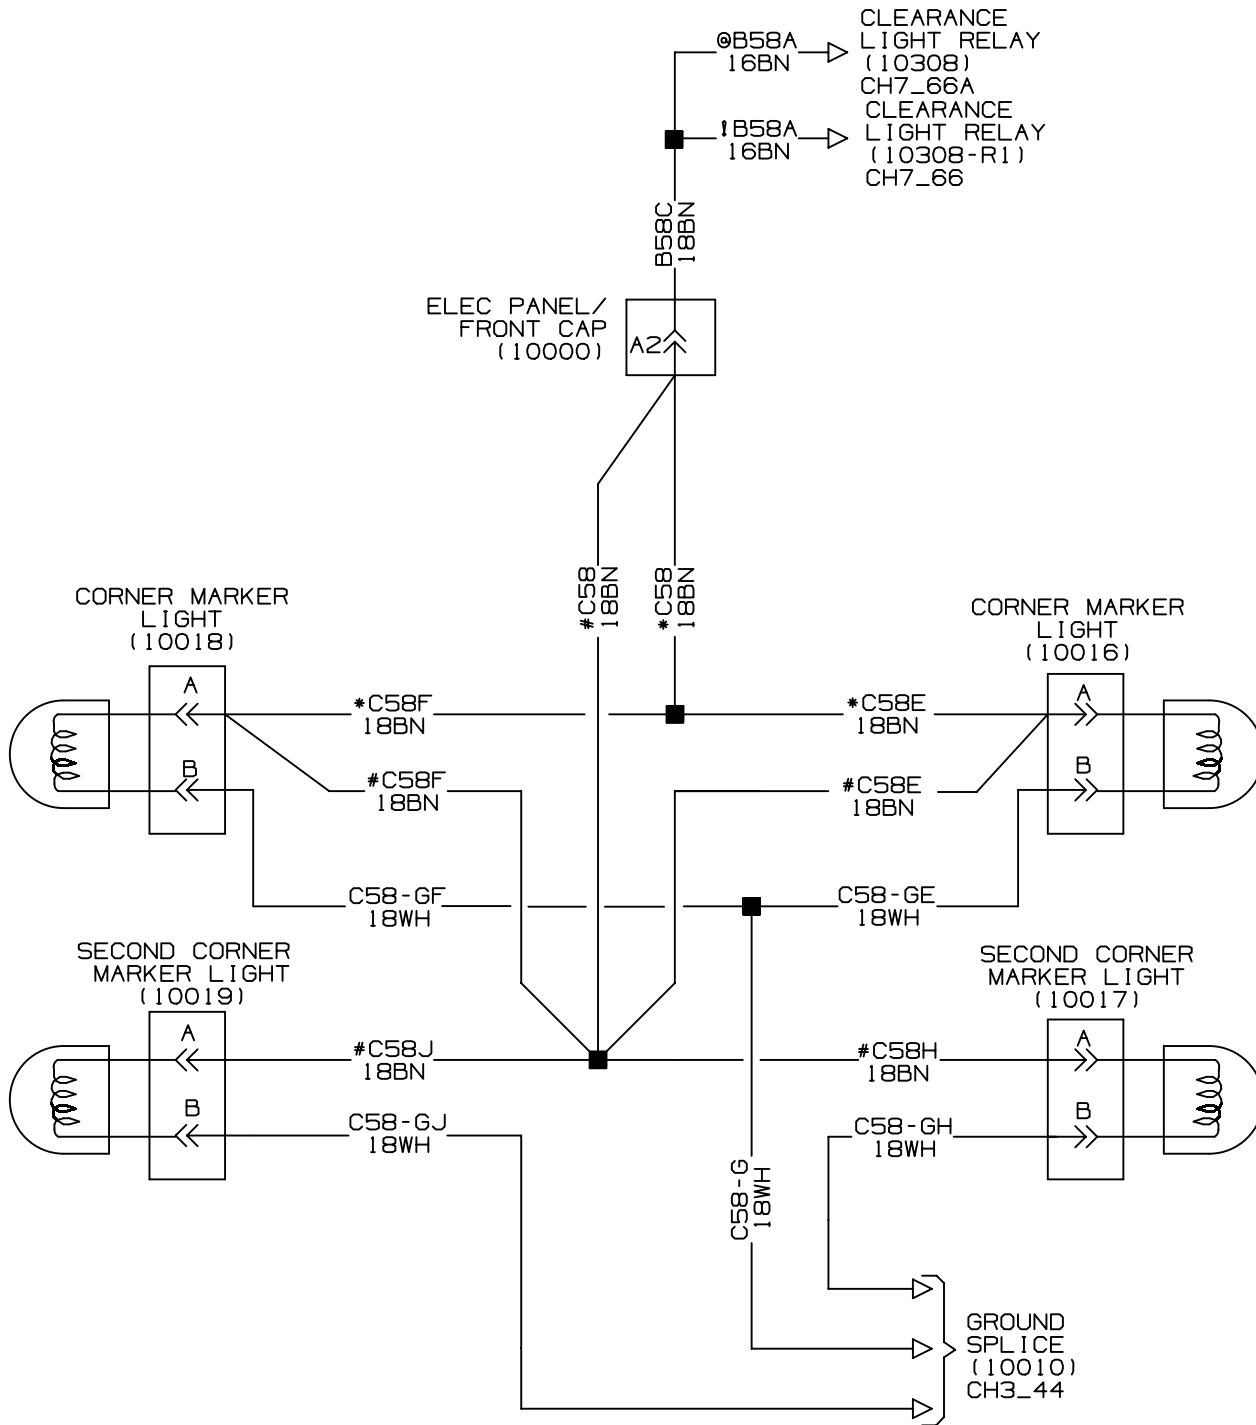 @B58A
16BN
CLEARANCE
LIGHT RELAY
(10308)
CH7_66A
!B58A
16BN
CLEARANCE
LIGHT RELAY
(10308-R1)
CH7_66
B58C
18BN
ELEC PANEL/
FRONT CAP
(10000)
A2
#C58
18BN
*C58
18BN
CORNER MARKER
LIGHT
(10018)
A
B
*C58F
18BN
#C58F
18BN
C58-GF
18WH
CORNER MARKER
LIGHT
(10016)
A
B
*C58E
18BN
#C58E
18BN
C58-GE
18WH
SECOND CORNER
MARKER LIGHT
(10019)
A
B
#C58J
18BN
C58-GJ
18WH
SECOND CORNER
MARKER LIGHT
(10017)
A
B
#C58H
18BN
C58-GH
18WH
C58-G
18WH
GROUND
SPLICE
(10010)
CH3_44